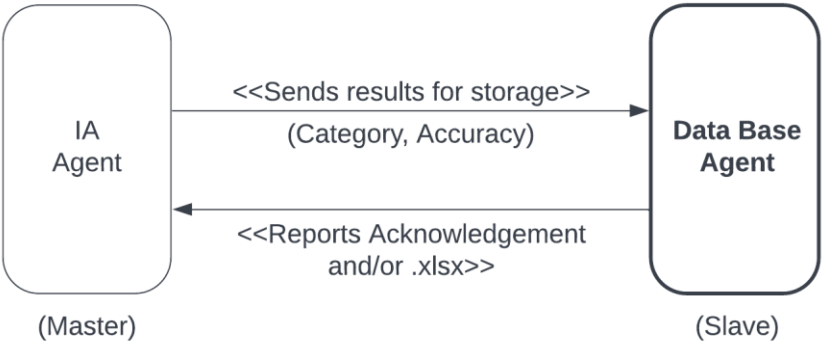 <<Sends results for storage>>
(Category, Accuracy)
IA
Agent
Data Base
Agent
<<Reports Acknowledgement
and/or .xlsx>>
(Master)
(Slave)